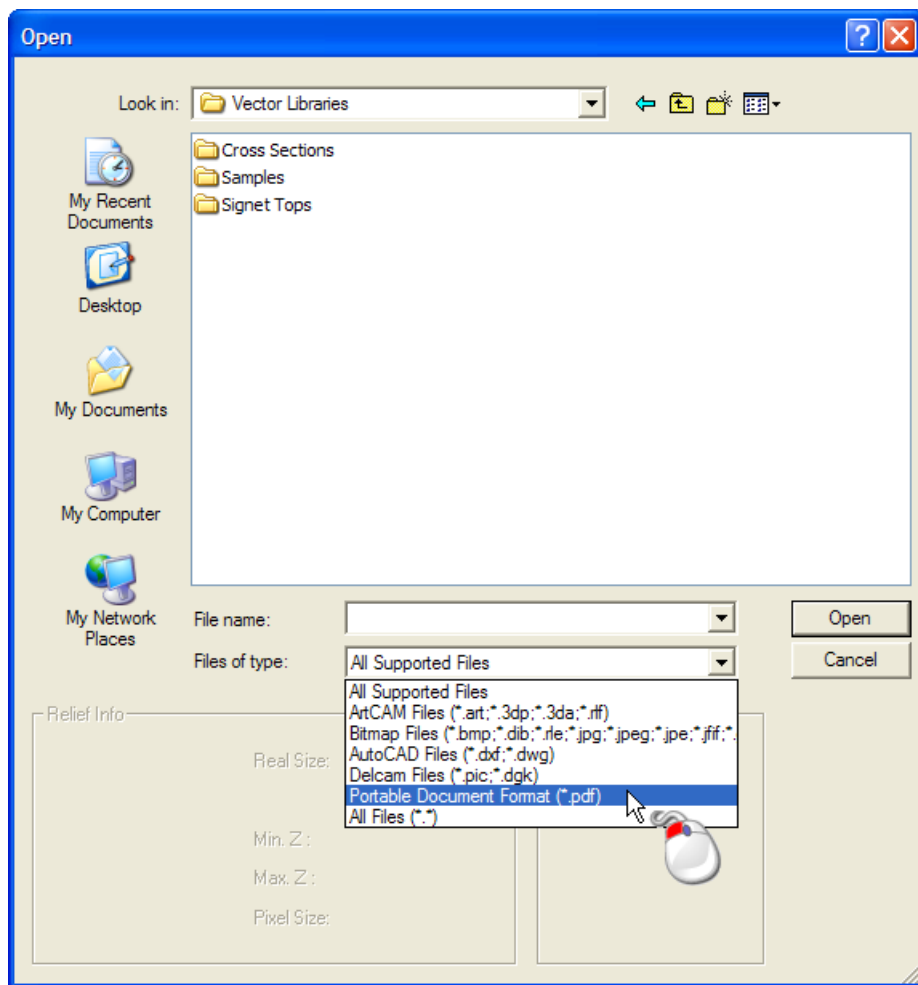 Open
Look in:
Vector Libraries
Cross Sections
Samples
Signet Tops
My Recent
Documents
Desktop
My Documents
My Computer
My Network
Places
File name:
Open
Files of type:
All Supported Files
Cancel
All Supported Files
ArtCAM Files (*.art;*.3dp;*.3da;*.rlf)
Bitmap Files (*.bmp;*.dib;*.rle;*.jpg;*.jpeg;*.jpe;*.jfif;*.
AutoCAD Files (*.dxf;*.dwg)
Delcam Files (*.pic;*.dgk)
Portable Document Format (*.pdf)
All Files (*.*)
Relief Info
Real Size:
Min. Z :
Max. Z :
Pixel Size: